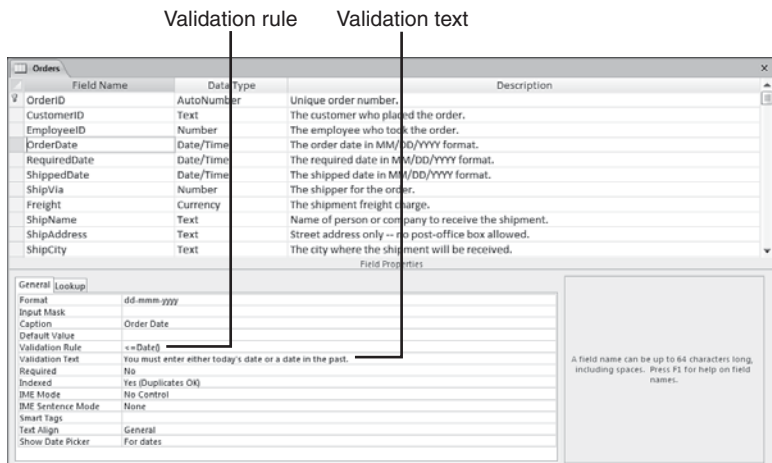 Validation rule Validation text
Orders
Field Name Data Type Description
OrderID AutoNumber Unique order number.
CustomerID Text The customer who placed the order.
EmployeeID Number The employee who took the order.
OrderDate Date/Time The order date in MM/DD/YYYY format.
RequiredDate Date/Time The required date in MM/DD/YYYY format.
ShippedDate Date/Time The shipped date in MM/DD/YYYY format.
ShipVia Number The shipper for the order.
Freight Currency The shipment freight charge.
ShipName Text Name of person or company to receive the shipment.
ShipAddress Text Street address only -- no post-office box allowed.
ShipCity Text The city where the shipment will be received.
Field Properties
General Lookup
Format dd-mmm-yyyy
Input Mask
Caption Order Date
Default Value
Validation Rule <=Date()
Validation Text You must enter either today's date or a date in the past.
Required No
Indexed Yes (Duplicates OK)
IME Mode No Control
IME Sentence Mode None
Smart Tags
Text Align General
Show Date Picker For dates
A field name can be up to 64 characters long,
including spaces. Press F1 for help on field
names.